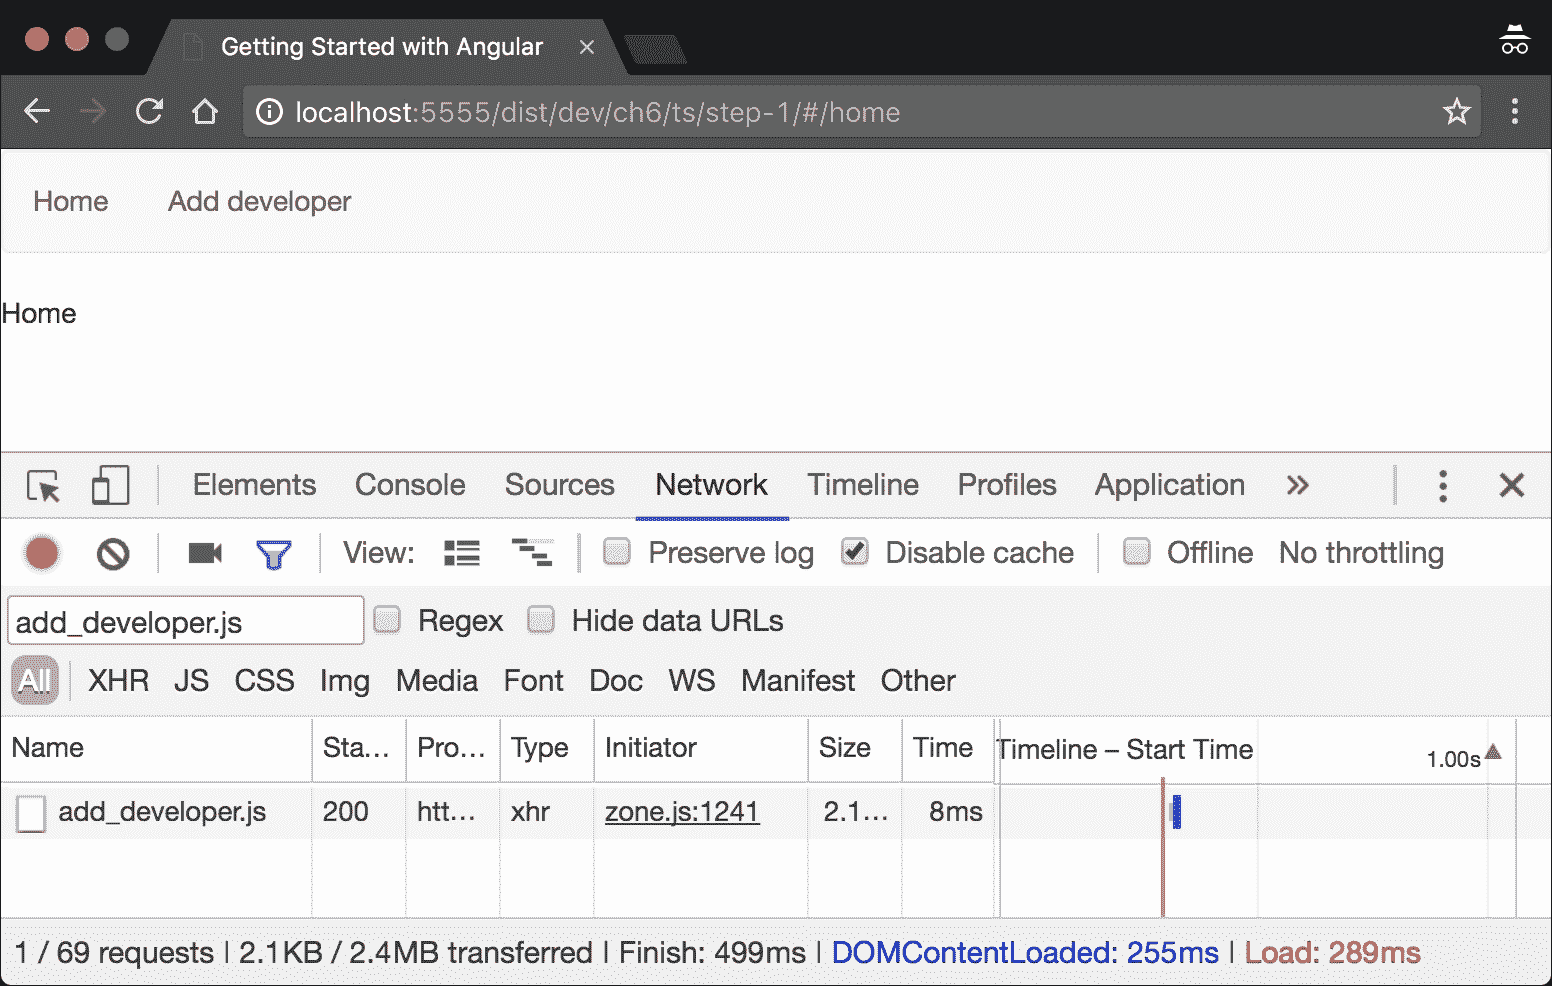 Getting Started with Angular
localhost:5555/dist/dev/ch6/ts/step-1/#/home
Home Add developer
Home
Elements Console Sources Network Timeline Profiles Application »
View: Preserve log Disable cache Offline No throttling
add_developer.js Regex Hide data URLs
All XHR JS CSS Img Media Font Doc WS Manifest Other
Name Sta... Pro... Type Initiator Size Time Timeline – Start Time 1.00s
add_developer.js 200 htt... xhr zone.js:1241 2.1... 8ms
1 / 69 requests | 2.1KB / 2.4MB transferred | Finish: 499ms | DOMContentLoaded: 255ms | Load: 289ms